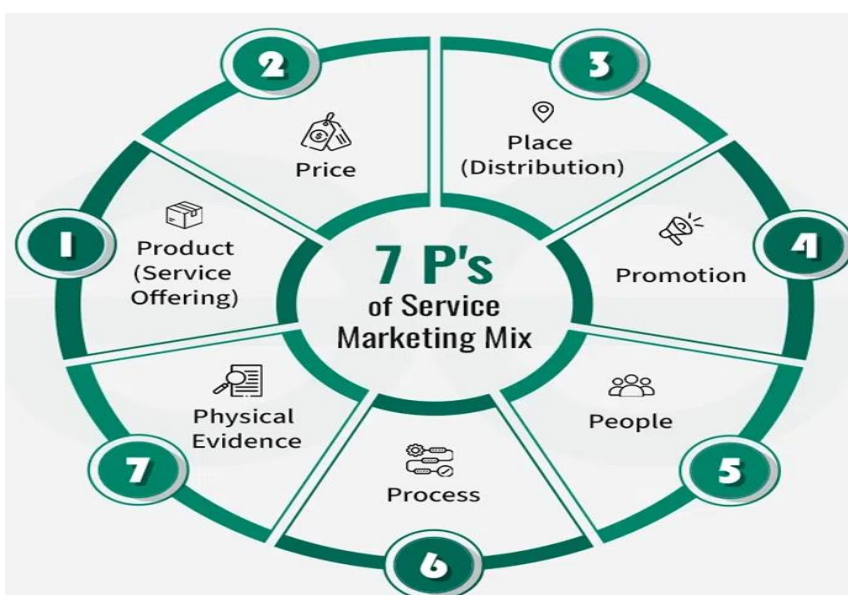 7 P's
of Service
Marketing Mix
1
Product
(Service
Offering)
2
Price
3
Place
(Distribution)
4
Promotion
5
People
6
Process
7
Physical
Evidence